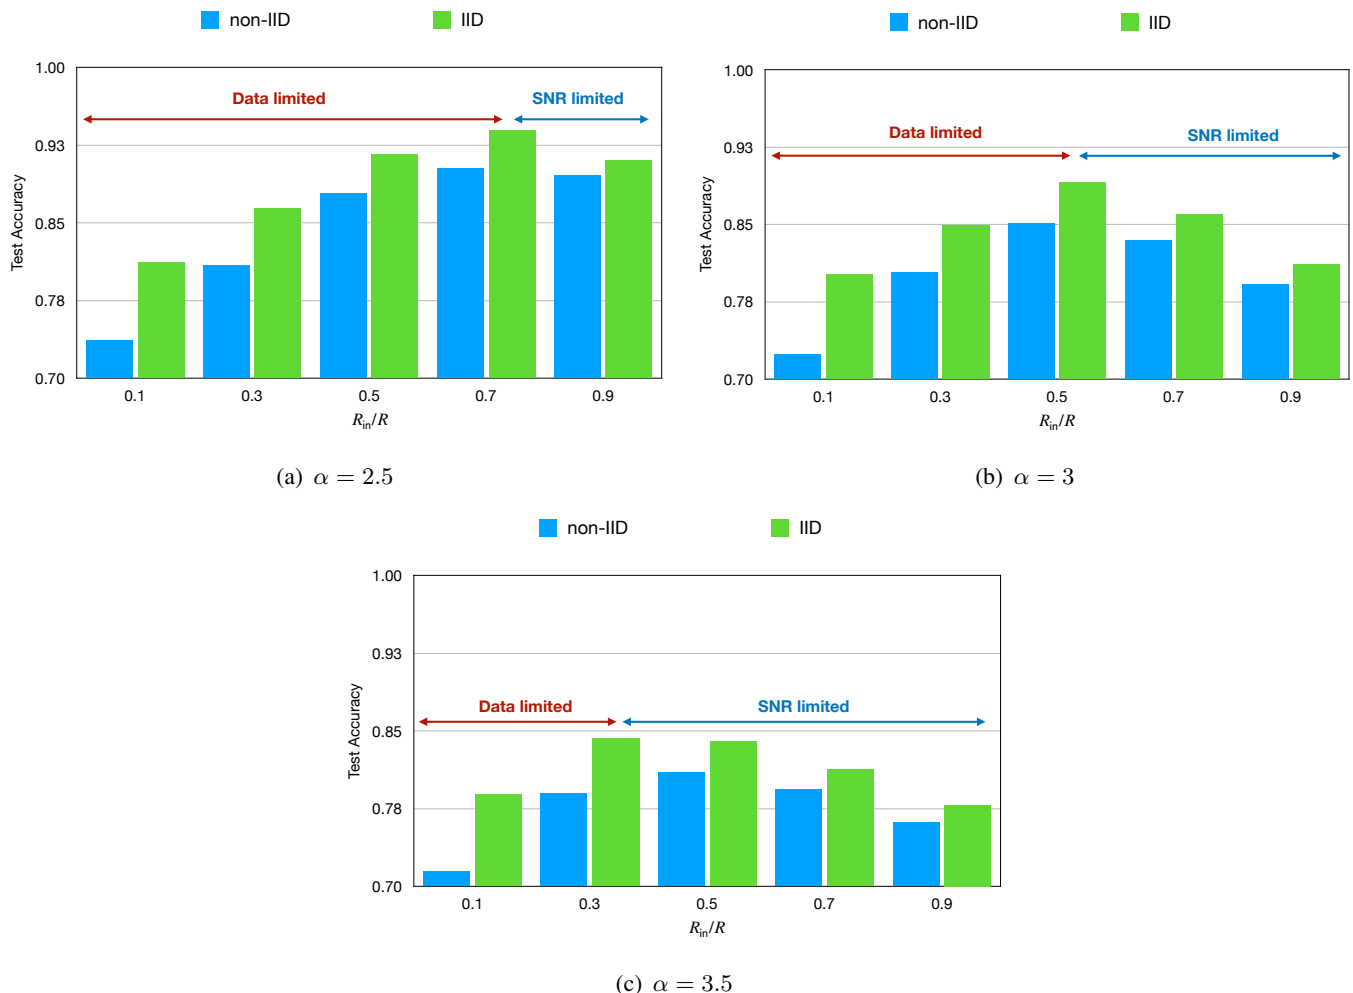 non-IID IID
1.00
Data limited SNR limited
0.93
0.85
0.78
0.70
Test Accuracy
0.1 0.3 0.5 0.7 0.9
R_in/R
(a) α = 2.5
non-IID IID
1.00
0.93
Data limited SNR limited
0.85
0.78
0.70
Test Accuracy
0.1 0.3 0.5 0.7 0.9
R_in/R
(b) α = 3
non-IID IID
1.00
0.93
0.85
Data limited SNR limited
0.78
0.70
Test Accuracy
0.1 0.3 0.5 0.7 0.9
R_in/R
(c) α = 3.5